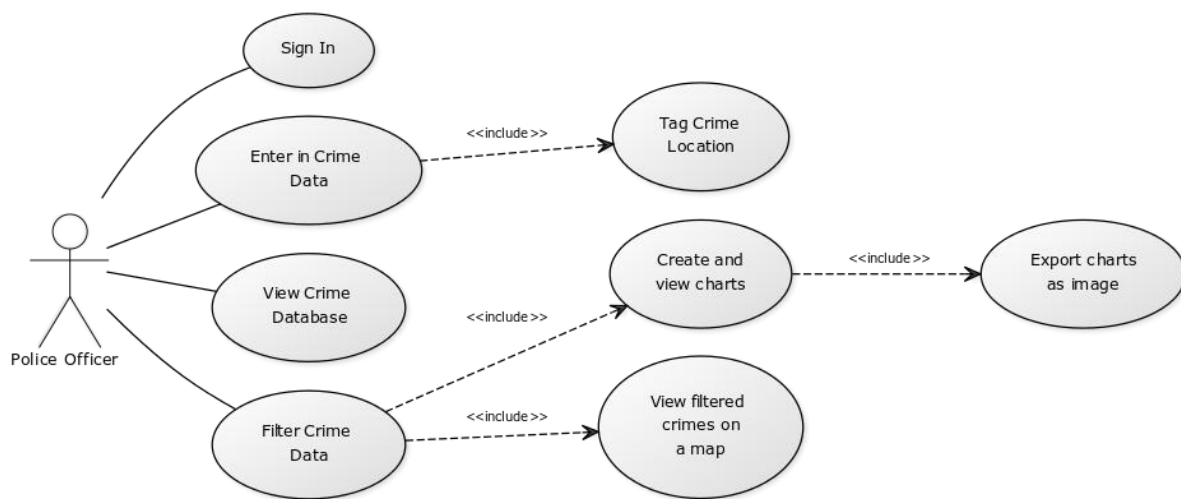 Sign In
Enter in Crime
Data
<<include>>
Tag Crime
Location
Police Officer
View Crime
Database
<<include>>
Create and
view charts
<<include>>
Export charts
as image
Filter Crime
Data
<<include>>
View filtered
crimes on
a map